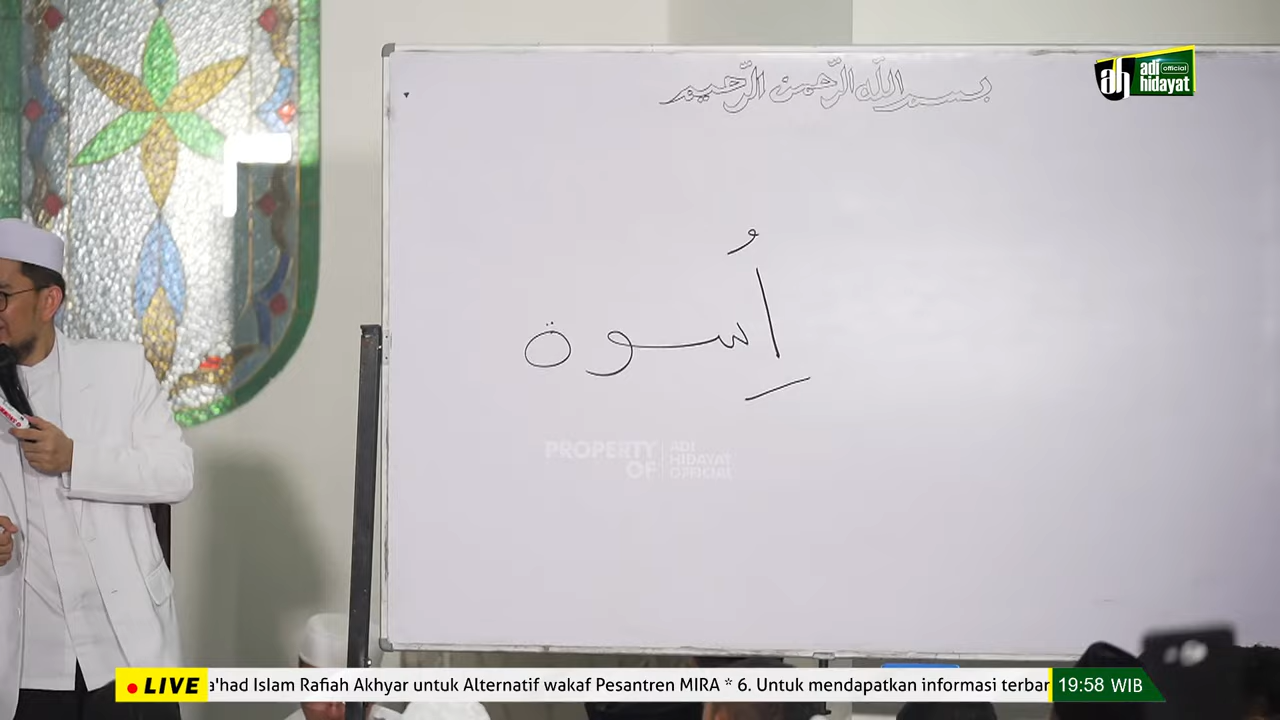 بسم الله الرحمن الرحيم
ah adi hidayat official
أُسوة
PROPERTY OF ADI HIDAYAT OFFICIAL
LIVE a'had Islam Rafiah Akhyar untuk Alternatif wakaf Pesantren MIRA * 6. Untuk mendapatkan informasi terbar 19:58 WIB